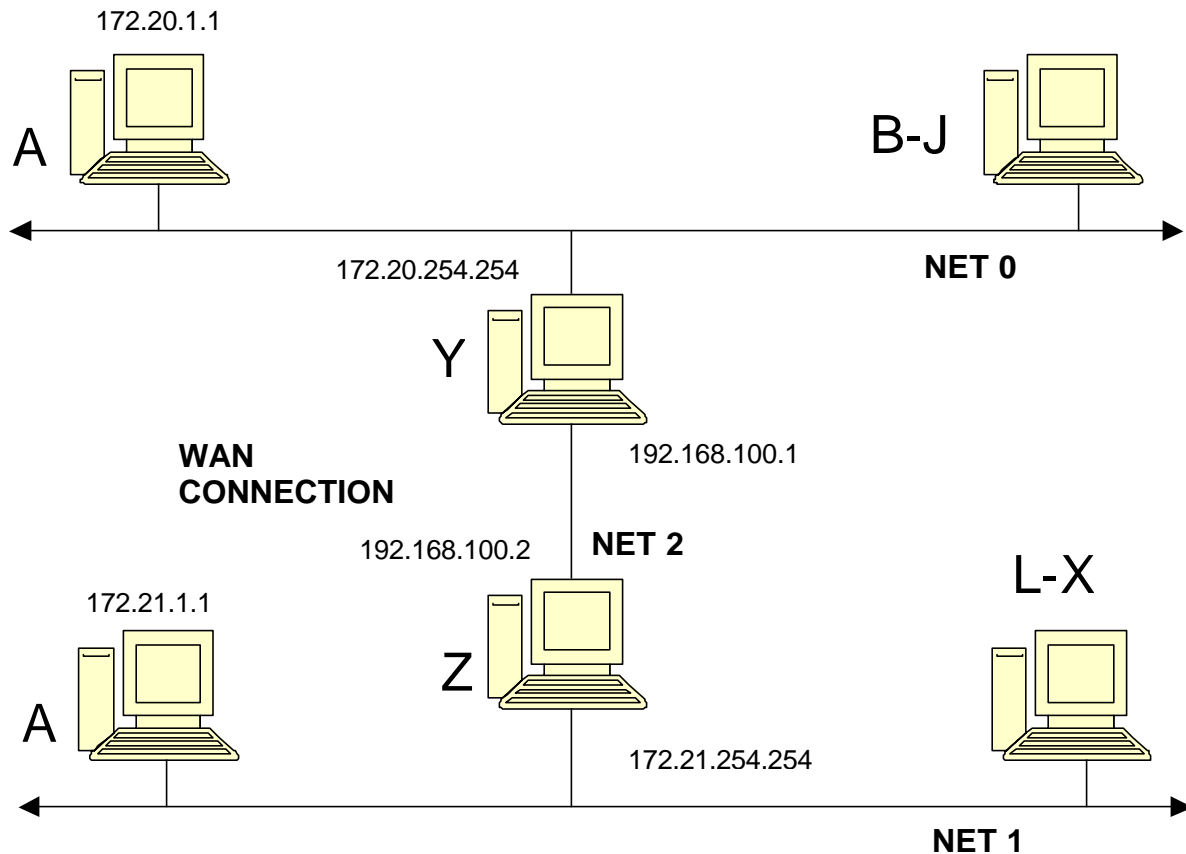 172.20.1.1
A
B-J
NET 0
172.20.254.254
Y
192.168.100.1
WAN
CONNECTION
192.168.100.2
NET 2
L-X
172.21.1.1
Z
A
172.21.254.254
NET 1